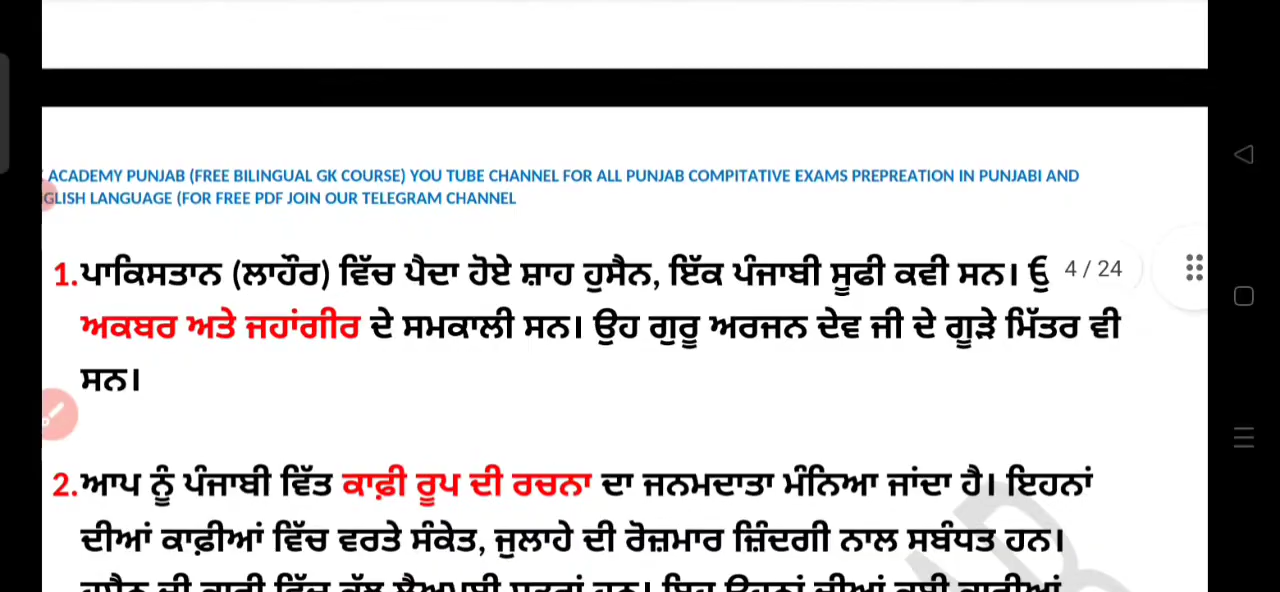 ACADEMY PUNJAB (FREE BILINGUAL GK COURSE) YOU TUBE CHANNEL FOR ALL PUNJAB COMPITATIVE EXAMS PREPREATION IN PUNJABI AND
GLISH LANGUAGE (FOR FREE PDF JOIN OUR TELEGRAM CHANNEL
1.ਪਾਕਿਸਤਾਨ (ਲਾਹੌਰ) ਵਿੱਚ ਪੈਦਾ ਹੋਏ ਸ਼ਾਹ ਹੁਸੈਨ, ਇੱਕ ਪੰਜਾਬੀ ਸੂਫੀ ਕਵੀ ਸਨ। 4 / 24
ਅਕਬਰ ਅਤੇ ਜਹਾਂਗੀਰ ਦੇ ਸਮਕਾਲੀ ਸਨ। ਉਹ ਗੁਰੂ ਅਰਜਨ ਦੇਵ ਜੀ ਦੇ ਗੂੜੇ ਮਿੱਤਰ ਵੀ
ਸਨ।
2.ਆਪ ਨੂੰ ਪੰਜਾਬੀ ਵਿੱਤ ਕਾਫ਼ੀ ਰੂਪ ਦੀ ਰਚਨਾ ਦਾ ਜਨਮਦਾਤਾ ਮੰਨਿਆ ਜਾਂਦਾ ਹੈ। ਇਹਨਾਂ
ਦੀਆਂ ਕਾਫ਼ੀਆਂ ਵਿੱਚ ਵਰਤੇ ਸੰਕੇਤ, ਜੁਲਾਹੇ ਦੀ ਰੋਜ਼ਮਾਰ ਜ਼ਿੰਦਗੀ ਨਾਲ ਸਬੰਧਤ ਹਨ।